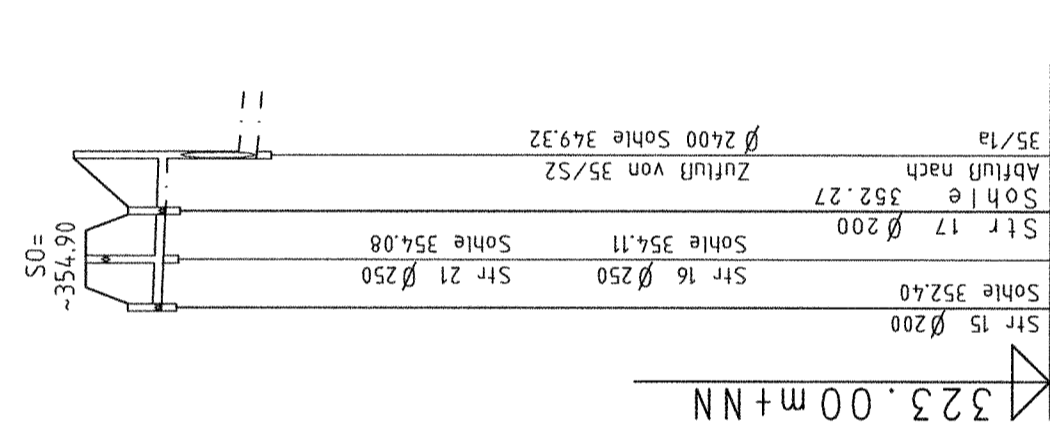 323.00m+NN
Str 15 Ø200
Sohle 352.40
Str 16 Ø250
Sohle 354.11
Str 21 Ø250
Sohle 354.08
Str 17 Ø200
Sohle 352.27
Abfluß nach
35/1a
Zufluß von 35/S2
Ø 2400 Sohle 349.32
SO=
~354.90